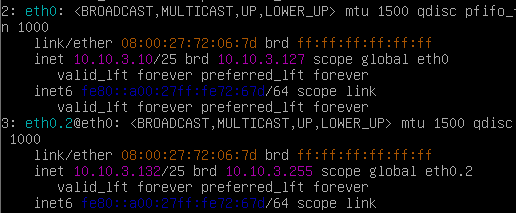 2: eth0: <BROADCAST,MULTICAST,UP,LOWER_UP> mtu 1500 qdisc pfifo_
n 1000
link/ether 08:00:27:72:06:7d brd ff:ff:ff:ff:ff:ff
inet 10.10.3.10/25 brd 10.10.3.127 scope global eth0
valid_lft forever preferred_lft forever
inet6 fe80::a00:27ff:fe72:67d/64 scope link
valid_lft forever preferred_lft forever
3: eth0.2@eth0: <BROADCAST,MULTICAST,UP,LOWER_UP> mtu 1500 qdisc
1000
link/ether 08:00:27:72:06:7d brd ff:ff:ff:ff:ff:ff
inet 10.10.3.132/25 brd 10.10.3.255 scope global eth0.2
valid_lft forever preferred_lft forever
inet6 fe80::a00:27ff:fe72:67d/64 scope link